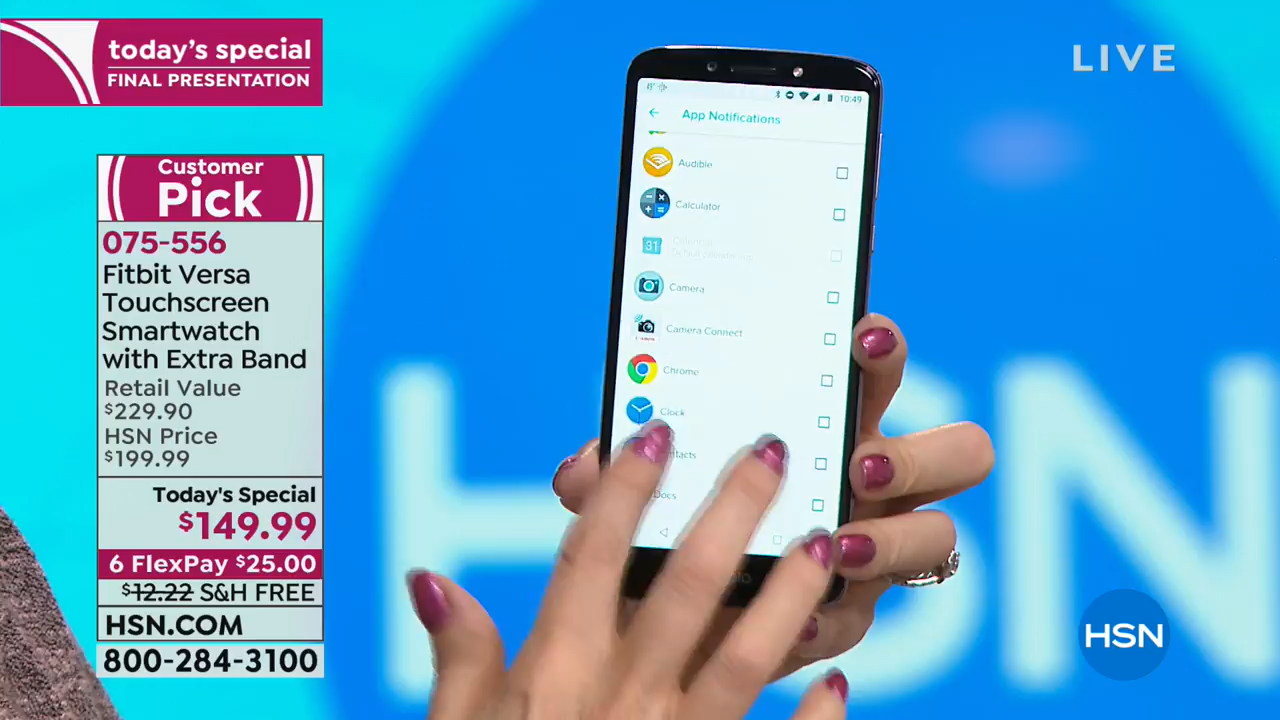 today's special
FINAL PRESENTATION
LIVE
Customer
Pick
075-556
Fitbit Versa
Touchscreen
Smartwatch
with Extra Band
Retail Value
$229.90
HSN Price
$199.99
Today's Special
$149.99
6 FlexPay $25.00
$12.22 S&H FREE
HSN.COM
800-284-3100
10:49
App Notifications
Audible
Calculator
31
Camera
Camera Connect
Chrome
Clock
Docs
HSN
HSN